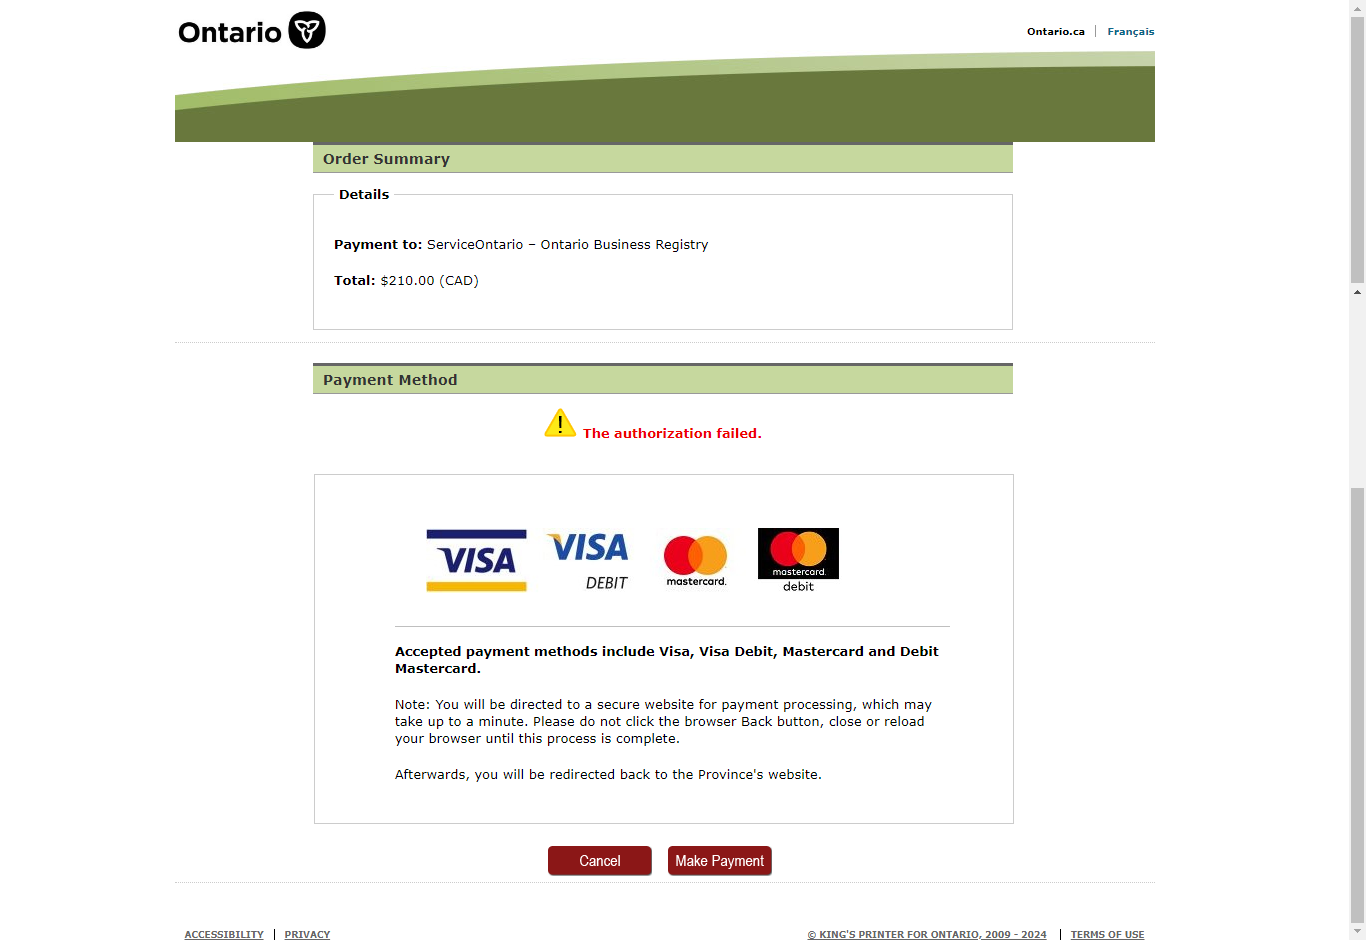 Ontario
Ontario.ca
Français
Order Summary
Details
Payment to: ServiceOntario – Ontario Business Registry
Total: $210.00 (CAD)
Payment Method
The authorization failed.
VISA
VISA
DEBIT
mastercard.
mastercard.
debit
Accepted payment methods include Visa, Visa Debit, Mastercard and Debit
Mastercard.
Note: You will be directed to a secure website for payment processing, which may
take up to a minute. Please do not click the browser Back button, close or reload
your browser until this process is complete.
Afterwards, you will be redirected back to the Province's website.
Cancel
Make Payment
ACCESSIBILITY
PRIVACY
© KING'S PRINTER FOR ONTARIO, 2009 - 2024
TERMS OF USE